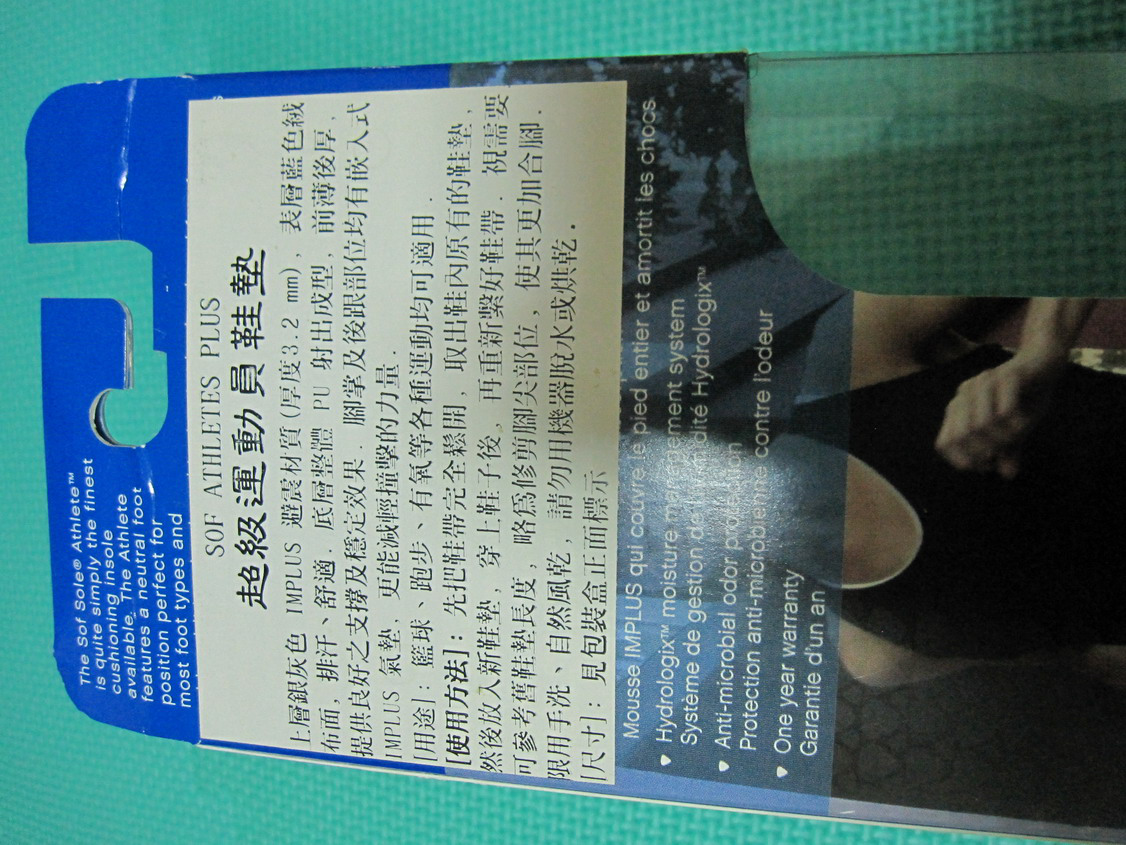 The Sof Sole® Athlete™
is quite simply the finest
cushioning insole
available. The Athlete
features a neutral foot
position perfect for
most foot types and
SOF ATHLETES PLUS
超級運動員鞋墊
上層銀灰色 IMPLUS 避震材質(厚度3.2 mm), 表層藍色絨
布面, 排汗、舒適. 底層整體 PU 射出成型, 前薄後厚,
提供良好之支撐及穩定效果. 腳掌及後跟部位均有嵌入式
IMPLUS 氣墊, 更能減輕撞擊的力量.
[用途]: 籃球、跑步、有氧等各種運動均可適用.
[使用方法]: 先把鞋帶完全鬆開, 取出鞋內原有的鞋墊,
然後放入新鞋墊, 穿上鞋子後, 再重新繫好鞋帶. 視需要
可參考舊鞋墊長度, 略爲修剪腳尖部位, 使其更加合腳.
限用手洗、自然風乾, 請勿用機器脫水或烘乾.
[尺寸]: 見包裝盒正面標示
Mousse IMPLUS qui couvre le pied entier et amortit les chocs
Hydrologix™ moisture management system
Système de gestion de l'humidité Hydrologix™
Anti-microbial odor protection
Protection anti-microbienne contre l'odeur
One year warranty
Garantie d'un an